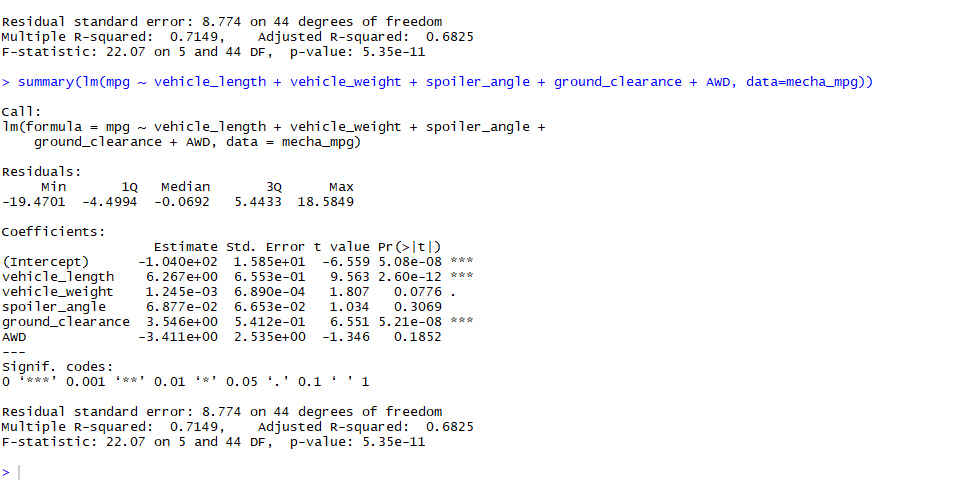 Residual standard error: 8.774 on 44 degrees of freedom
Multiple R-squared:  0.7149,    Adjusted R-squared:  0.6825
F-statistic: 22.07 on 5 and 44 DF,  p-value: 5.35e-11
> summary(lm(mpg ~ vehicle_length + vehicle_weight + spoiler_angle + ground_clearance + AWD, data=mecha_mpg))
Call:
lm(formula = mpg ~ vehicle_length + vehicle_weight + spoiler_angle +
    ground_clearance + AWD, data = mecha_mpg)
Residuals:
     Min       1Q   Median       3Q      Max
-19.4701  -4.4994  -0.0692   5.4433  18.5849
Coefficients:
                   Estimate Std. Error t value Pr(>|t|)
(Intercept)      -1.040e+02  1.585e+01  -6.559 5.08e-08 ***
vehicle_length    6.267e+00  6.553e-01   9.563 2.60e-12 ***
vehicle_weight    1.245e-03  6.890e-04   1.807   0.0776 .
spoiler_angle     6.877e-02  6.653e-02   1.034   0.3069
ground_clearance  3.546e+00  5.412e-01   6.551 5.21e-08 ***
AWD              -3.411e+00  2.535e+00  -1.346   0.1852
---
Signif. codes:
0 ‘***’ 0.001 ‘**’ 0.01 ‘*’ 0.05 ‘.’ 0.1 ‘ ’ 1
Residual standard error: 8.774 on 44 degrees of freedom
Multiple R-squared:  0.7149,    Adjusted R-squared:  0.6825
F-statistic: 22.07 on 5 and 44 DF,  p-value: 5.35e-11
>